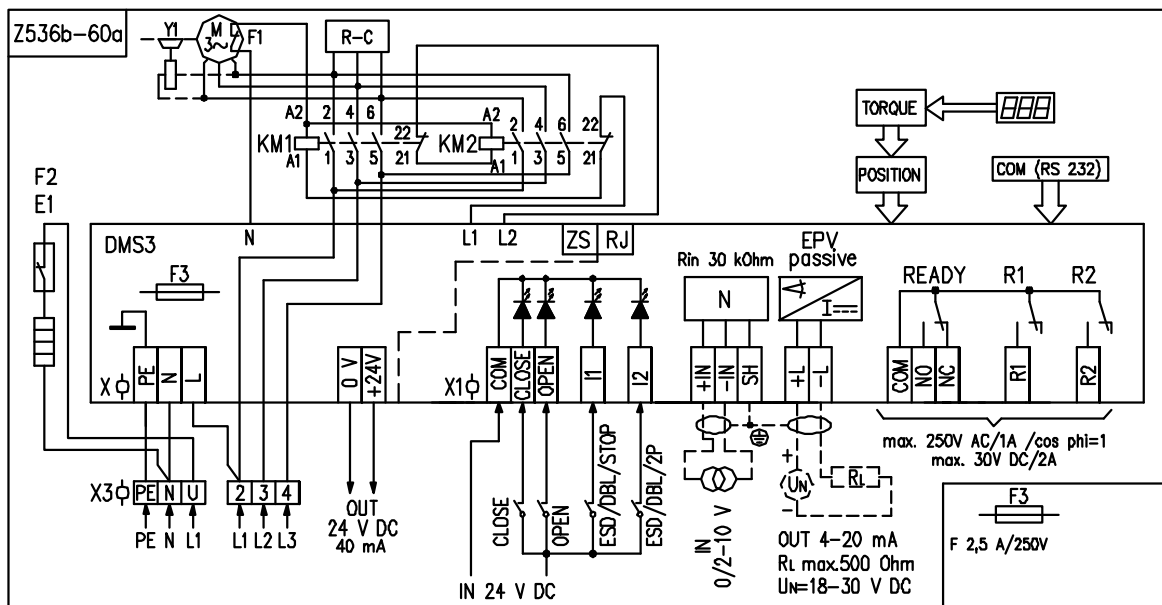 Z536b-60a
Y1
M
3~
F1
R-C
A2 2 4 6
KM1
22
A1 1 3 5 21
A2 2 4 6 22
KM2
A1 1 3 5 21
TORQUE
POSITION
COM (RS 232)
F2
E1
DMS3
N
L1 L2
ZS RJ
F3
Rin 30 kOhm
N
EPV
passive
I
READY R1 R2
X
PE
N
L
0 V
+24V
X1
COM
CLOSE
OPEN
I1
I2
+IN
-IN
SH
+L
-L
COM
NO
NC
R1
R2
max. 250V AC/1A /cos phi=1
max. 30V DC/2A
X3
PE N U
2 3 4
PE N L1
L1 L2 L3
OUT
24 V DC
40 mA
CLOSE
OPEN
ESD/DBL/STOP
ESD/DBL/2P
IN 24 V DC
IN
0/2-10 V
+
UN
-
RL
OUT 4-20 mA
RL max.500 Ohm
UN=18-30 V DC
F3
F 2,5 A/250V